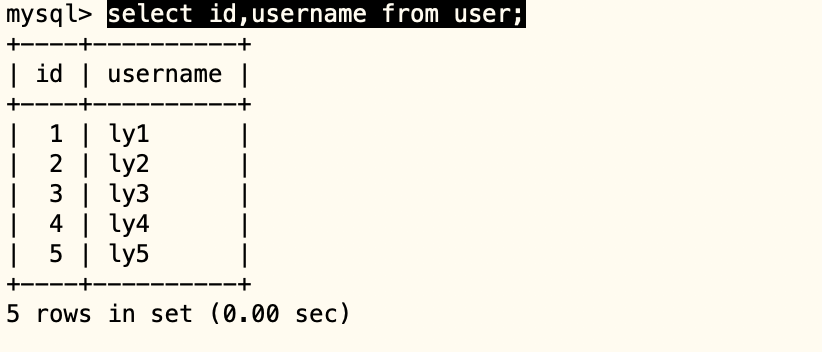 mysql> select id,username from user;
+----+----------+
| id | username |
+----+----------+
|  1 | ly1      |
|  2 | ly2      |
|  3 | ly3      |
|  4 | ly4      |
|  5 | ly5      |
+----+----------+
5 rows in set (0.00 sec)